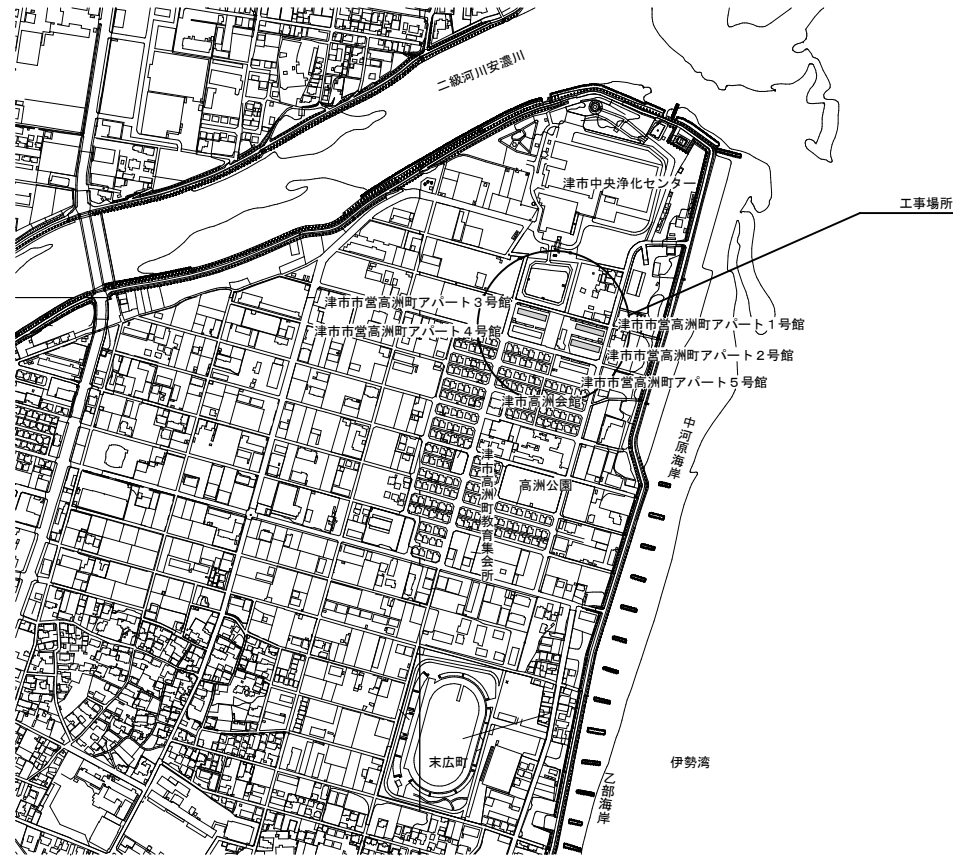 二級河川安濃川
津市中央浄化センター
工事場所
津市市営高洲町アパート３号館
津市市営高洲町アパート１号館
津市市営高洲町アパート４号館
津市市営高洲町アパート２号館
津市市営高洲町アパート５号館
津市高洲会館
中河原海岸
津市高洲町教育集会所
高洲公園
末広町
伊勢湾
乙部海岸